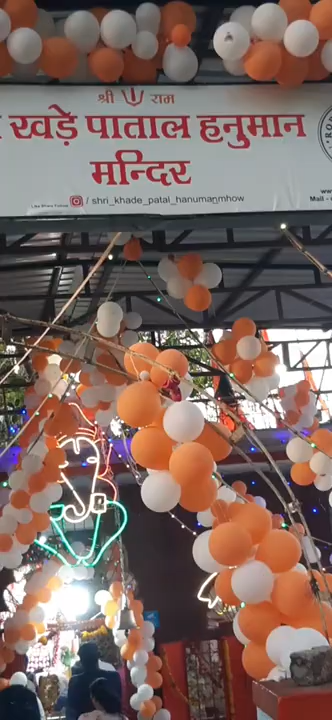 श्री राम
खड़े पाताल हनुमान
मन्दिर
/ shri_khade_patal_hanumanmhow